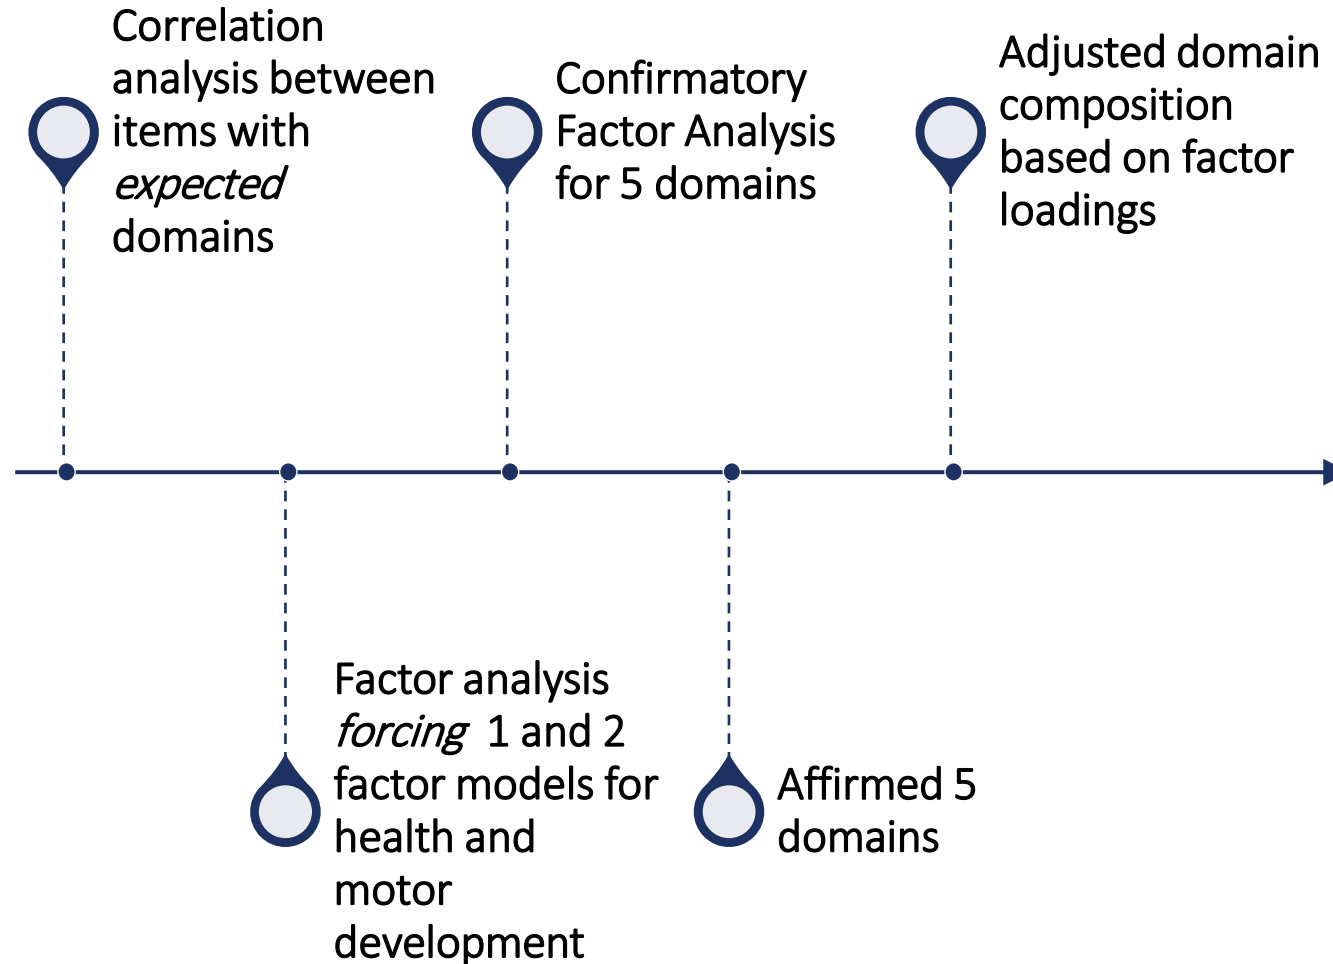 Correlation
analysis between
items with
expected
domains
Factor analysis
forcing 1 and 2
factor models for
health and
motor
development
Confirmatory
Factor Analysis
for 5 domains
Affirmed 5
domains
Adjusted domain
composition
based on factor
loadings